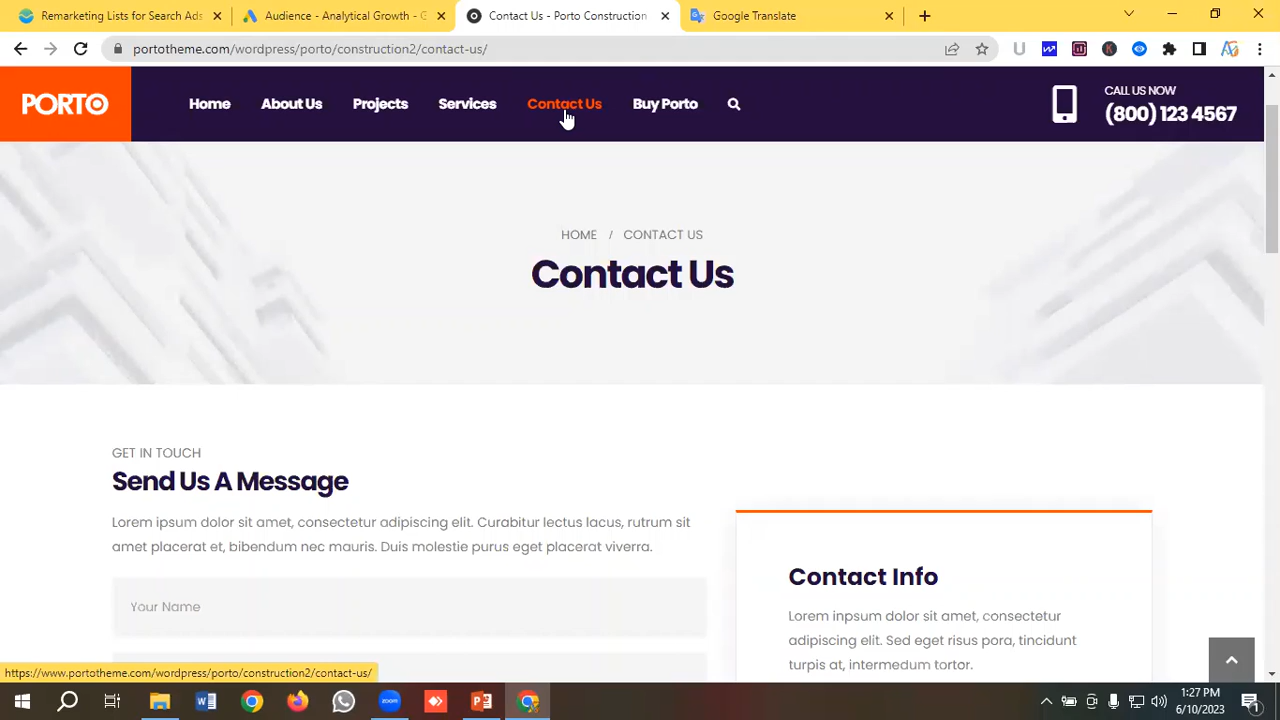 Remarketing Lists for Search Ads
Audience - Analytical Growth - G
Contact Us - Porto Construction
Google Translate
portotheme.com/wordpress/porto/construction2/contact-us/
PORTO
Home
About Us
Projects
Services
Contact Us
Buy Porto
CALL US NOW
(800) 123 4567
HOME / CONTACT US
Contact Us
GET IN TOUCH
Send Us A Message
Lorem ipsum dolor sit amet, consectetur adipiscing elit. Curabitur lectus lacus, rutrum sit
amet placerat et, bibendum nec mauris. Duis molestie purus eget placerat viverra.
Your Name
Contact Info
Lorem inpsum dolor sit amet, consectetur
adipiscing elit. Sed eget risus pora, tincidunt
turpis at, intermedum tortor.
https://www.portotheme.com/wordpress/porto/construction2/contact-us/
zoom
1:27 PM
6/10/2023
1